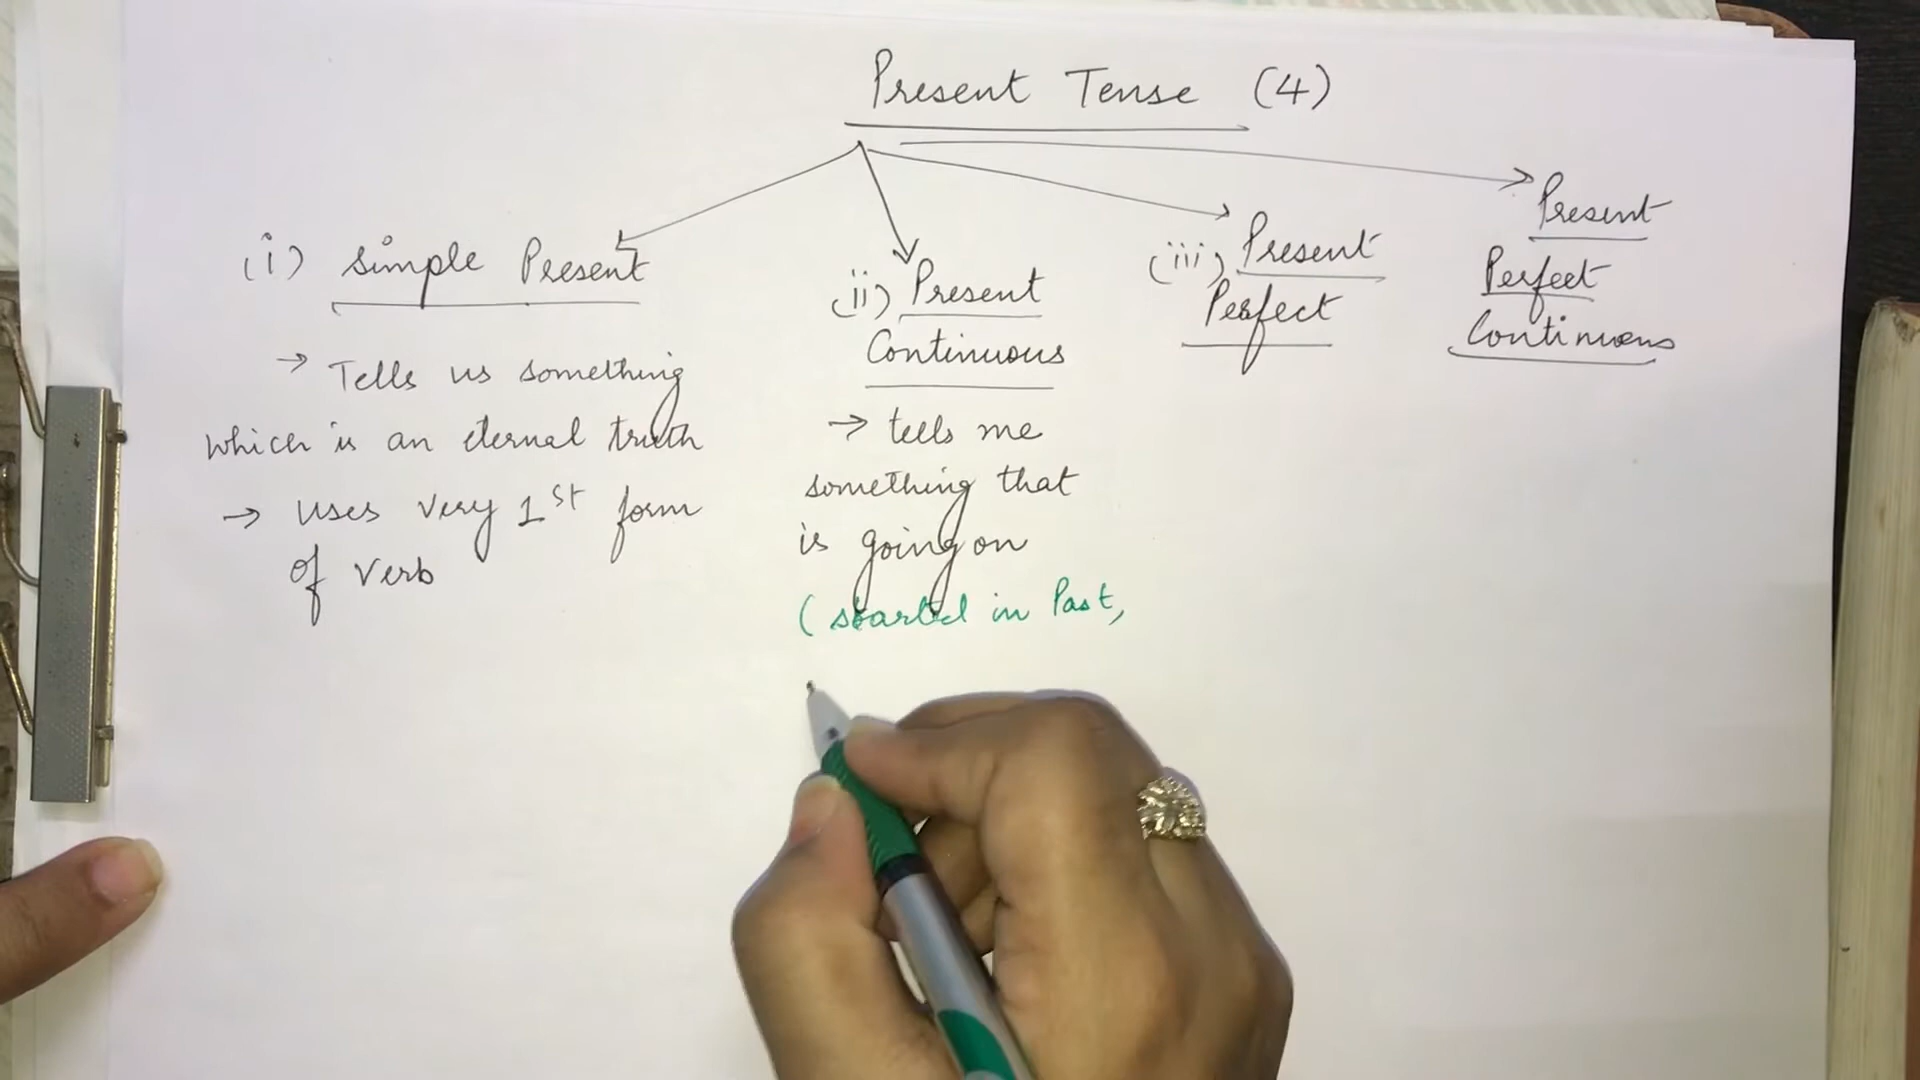 Present Tense (4)
(i) Simple Present
→ Tells us something
which is an eternal truth
→ uses very 1st form
of verb
(ii) Present
Continuous
→ tells me
something that
is going on
(started in Past,
(iii) Present
Perfect
Present
Perfect
Continuous